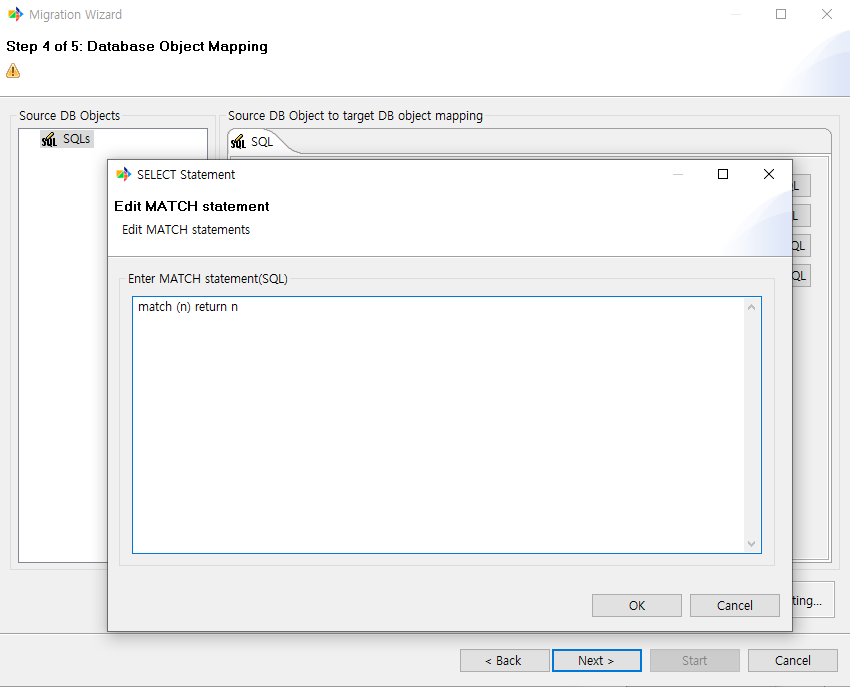 Migration Wizard
Step 4 of 5: Database Object Mapping
Source DB Objects
SQLs
Source DB Object to target DB object mapping
SQL
SELECT Statement
Edit MATCH statement
Edit MATCH statements
Enter MATCH statement(SQL)
match (n) return n
OK
Cancel
L
L
QL
QL
ting...
< Back
Next >
Start
Cancel